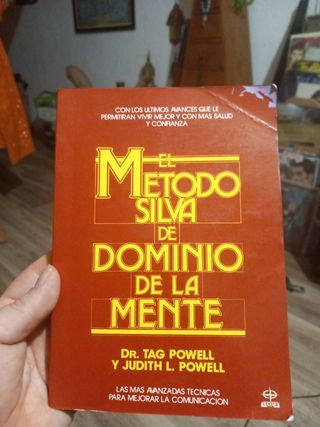 CON LOS ULTIMOS AVANCES QUE LE
PERMITIRAN VIVIR MEJOR Y CON MAS SALUD
Y CONFIANZA
EL
METODO
SILVA
DE
DOMINIO
DE LA
MENTE
DR. TAG POWELL
Y JUDITH L. POWELL
LAS MAS AVANZADAS TECNICAS
PARA MEJORAR LA COMUNICACION